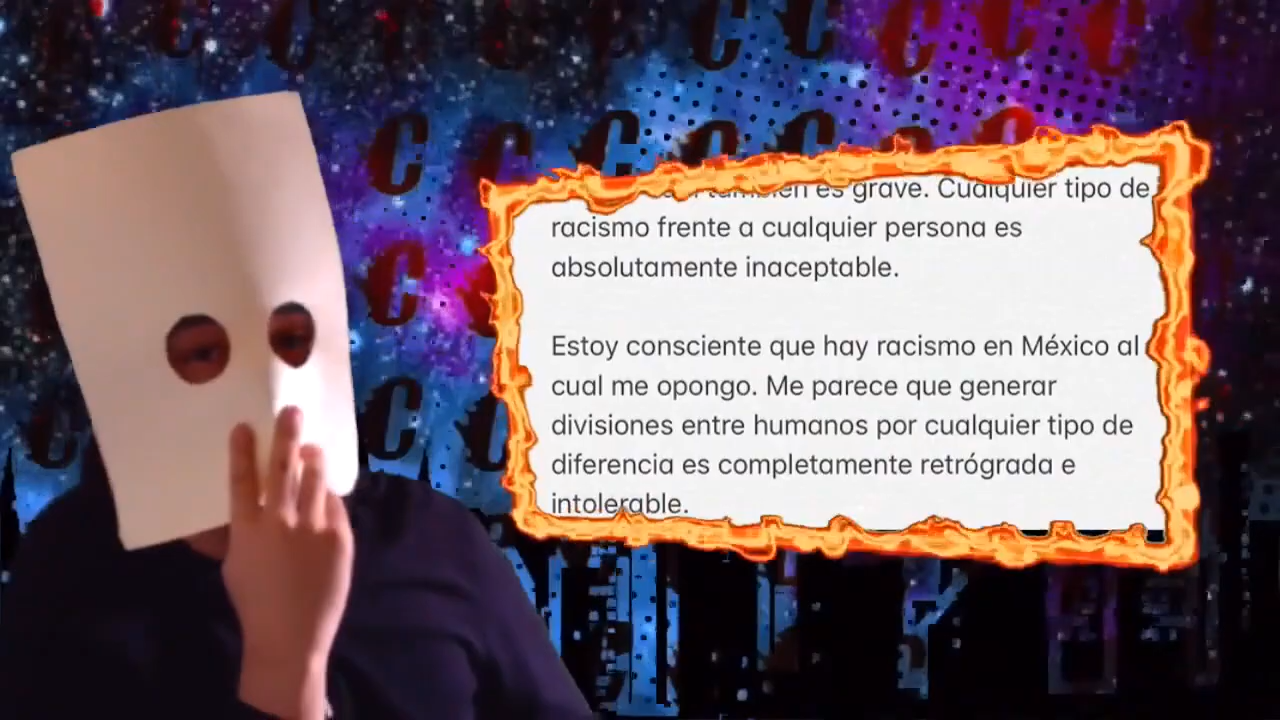 es grave. Cualquier tipo de
racismo frente a cualquier persona es
absolutamente inaceptable.
Estoy consciente que hay racismo en México al
cual me opongo. Me parece que generar
divisiones entre humanos por cualquier tipo de
diferencia es completamente retrógrada e
intolerable.